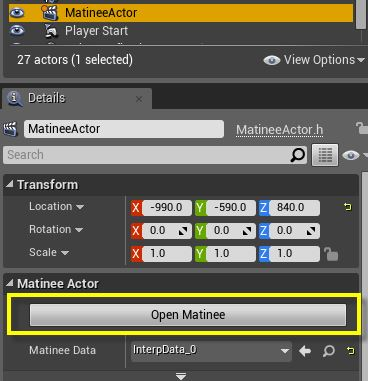 MatineeActor
Player Start
27 actors (1 selected)
View Options
Details
MatineeActor
MatineeActor.h
Search
Transform
Location X -990.0 Y -590.0 Z 840.0
Rotation X 0.0 Y 0.0 Z 0.0
Scale X 1.0 Y 1.0 Z 1.0
Matinee Actor
Open Matinee
Matinee Data InterpData_0